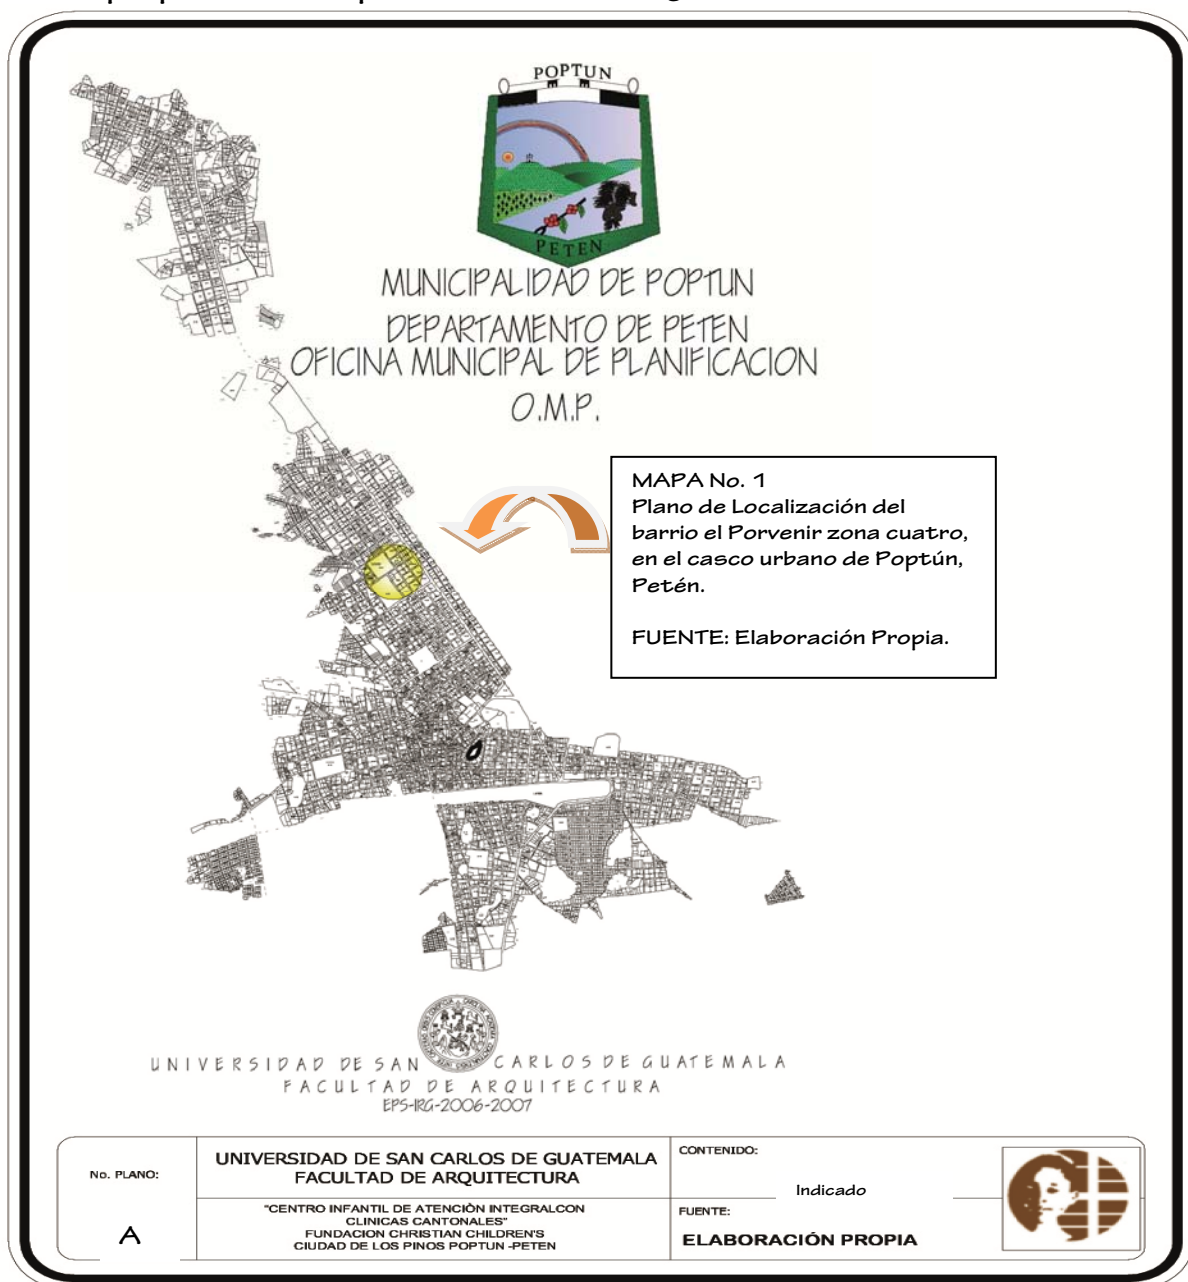 POPTUN
PETEN
MUNICIPALIDAD DE POPTUN
DEPARTAMENTO DE PETEN
OFICINA MUNICIPAL DE PLANIFICACION
O.M.P.
MAPA No. 1
Plano de Localización del
barrio el Porvenir zona cuatro,
en el casco urbano de Poptún,
Petén.
FUENTE: Elaboración Propia.
UNIVERSIDAD DE SAN CARLOS DE GUATEMALA
FACULTAD DE ARQUITECTURA
EPS-IRG-2006-2007
No. PLANO:
A
UNIVERSIDAD DE SAN CARLOS DE GUATEMALA
FACULTAD DE ARQUITECTURA
"CENTRO INFANTIL DE ATENCIÒN INTEGRALCON
CLINICAS CANTONALES"
FUNDACION CHRISTIAN CHILDREN'S
CIUDAD DE LOS PINOS POPTUN -PETEN
CONTENIDO:
Indicado
FUENTE:
ELABORACIÓN PROPIA